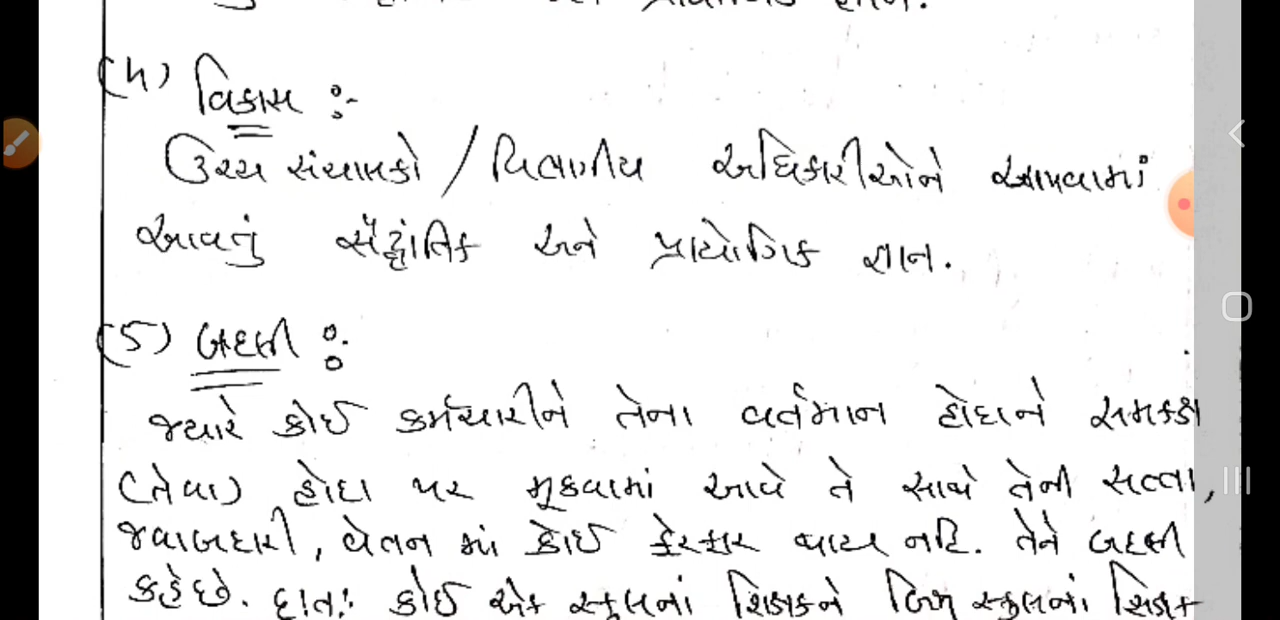 (4) વિકાસ :-
ઉચ્ચ સંચાલકો / વિભાગીય અધિકારીઓને આપવામાં
આવતું સૈદ્ધાંતિક અને પ્રાયોગિક જ્ઞાન.
(5) બદલી :
જ્યારે કોઈ કર્મચારીને તેના વર્તમાન હોદ્દાને સમકક્ષ
(તેવા) હોદ્દા પર મૂકવામાં આવે તે સાથે તેની સત્તા,
જવાબદારી, વેતન માં કોઈ ફેરફાર થાય નહિ. તેને બદલી
કહે છે. દા.ત.: કોઈ એક સ્કુલનાં શિક્ષકને બિજી સ્કુલનાં શિક્ષક